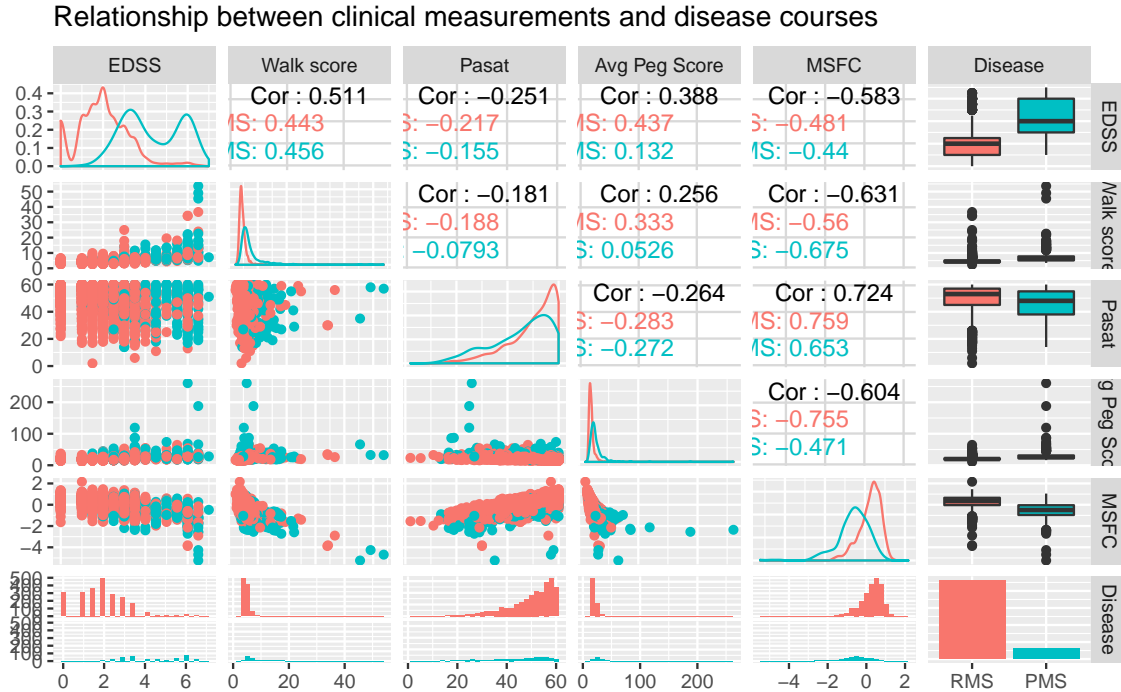 Relationship between clinical measurements and disease courses
EDSS Walk score Pasat Avg Peg Score MSFC Disease
0.4
0.3
0.2
0.1
0.0
Cor : 0.511
MS: 0.443
MS: 0.456
Cor : −0.251
S: −0.217
S: −0.155
Cor : 0.388
MS: 0.437
MS: 0.132
Cor : −0.583
MS: −0.481
MS: −0.44
EDSS
50
40
30
20
10
0
Cor : −0.181
S: −0.188
: −0.0793
Cor : 0.256
MS: 0.333
S: 0.0526
Cor : −0.631
MS: −0.56
S: −0.675
Walk score
60
40
20
0
Cor : −0.264
MS: −0.283
S: −0.272
Cor : 0.724
MS: 0.759
MS: 0.653
Pasat
200
100
0
Cor : −0.604
S: −0.755
S: −0.471
g Peg Sco
2
0
−2
−4
MSFC
500
0
Disease
0 2 4 6 0 20 40 0 20 40 60 0 100 200 −4 −2 0 2 RMS PMS